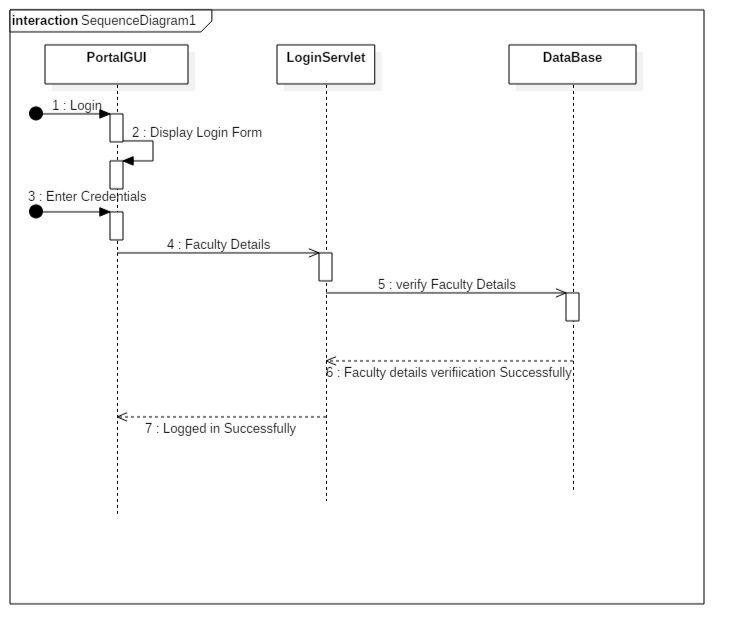 interaction SequenceDiagram1
PortalGUI
LoginServlet
DataBase
1 : Login
2 : Display Login Form
3 : Enter Credentials
4 : Faculty Details
5 : verify Faculty Details
6 : Faculty details verifiication Successfully
7 : Logged in Successfully